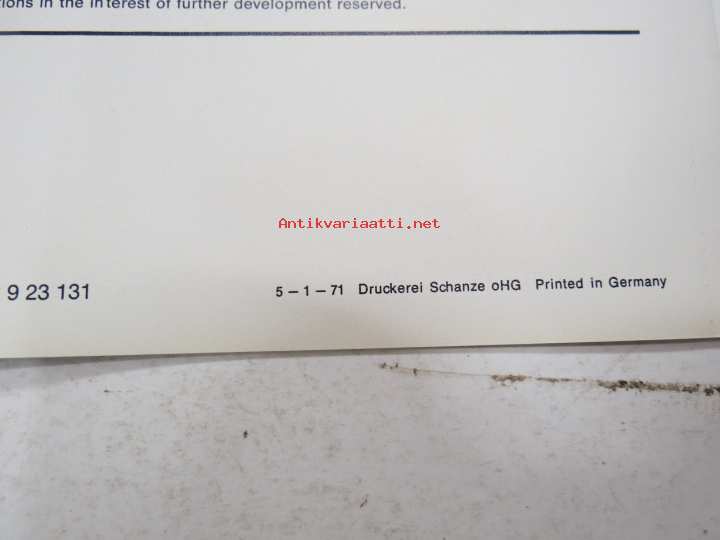 tions in the interest of further development reserved.
Antikvariaatti.net
9 23 131
5 – 1 – 71 Druckerei Schanze oHG Printed in Germany